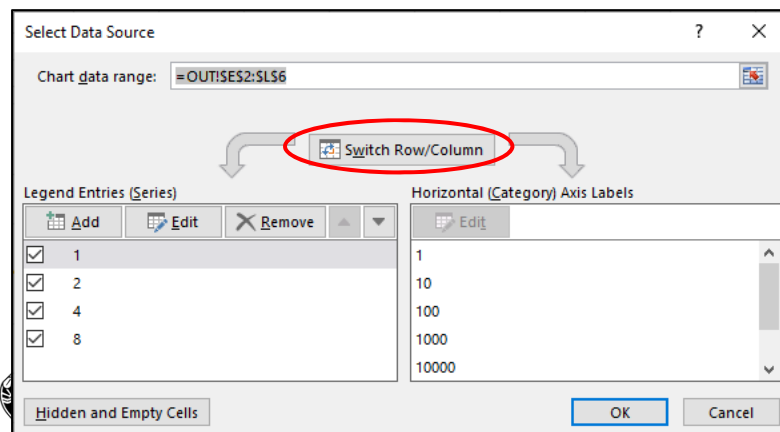 Select Data Source ?
Chart data range: =OUT!$E$2:$L$6
Switch Row/Column
Legend Entries (Series)
Add Edit Remove
1
2
4
8
Horizontal (Category) Axis Labels
Edit
1
10
100
1000
10000
Hidden and Empty Cells
OK Cancel